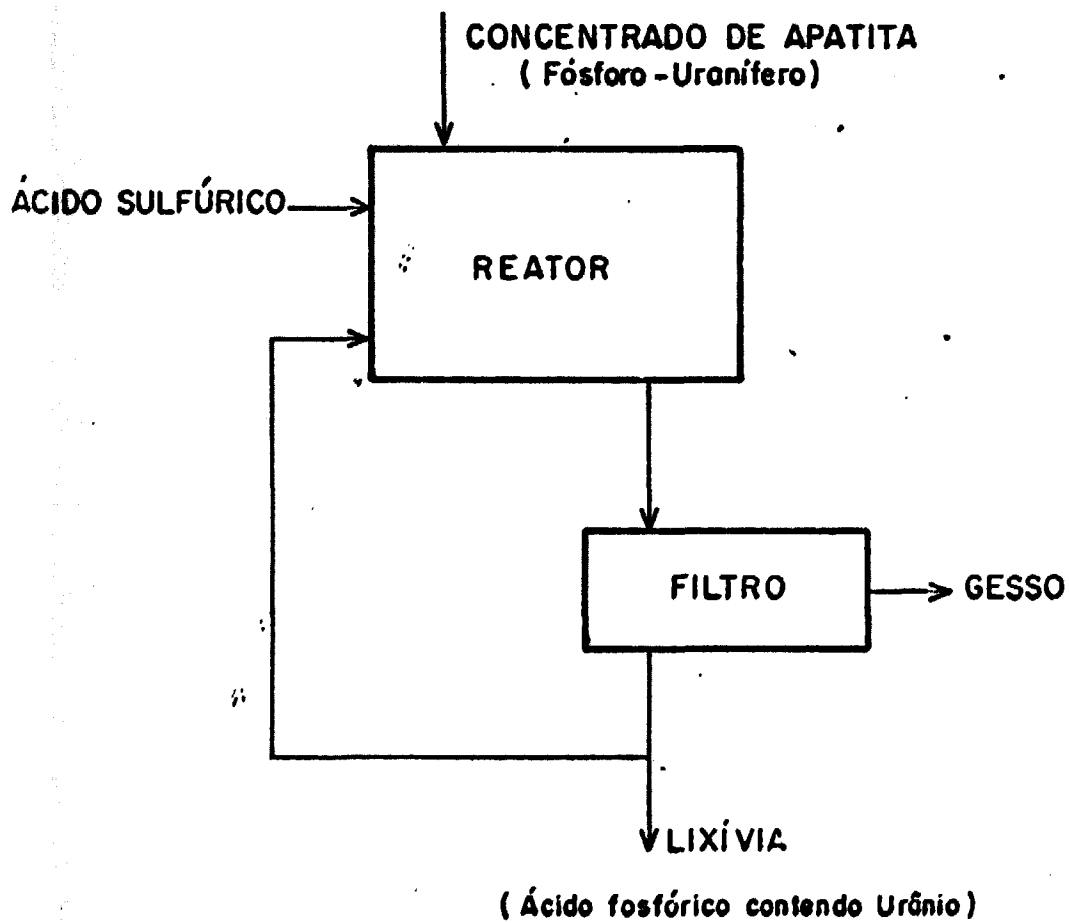 CONCENTRADO DE APATITA
(Fósforo-Uranífero)
ÁCIDO SULFÚRICO
REATOR
FILTRO
GESSO
LIXÍVIA
(Ácido fosfórico contendo Urânio)